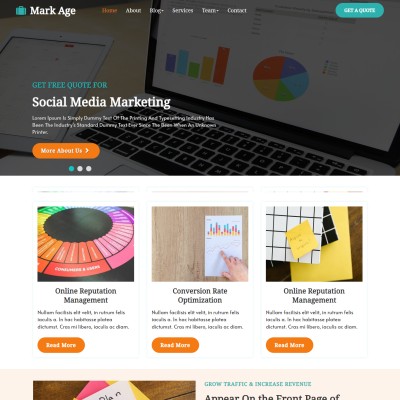 Mark Age
Home About Blog Services Team Contact
GET A QUOTE
GET FREE QUOTE FOR
Social Media Marketing
Lorem Ipsum Is Simply Dummy Text Of The Printing And Typesetting Industry Has
Been The Industry's Standard Dummy Text Ever Since The Been When An Unknown
Printer.
More About Us
CONSUMER & USERS
Online Reputation
Management
Nullam facilisis elit velit, in rutrum felis
iaculis a. In hac habitasse platea
dictumst. Cras mi libero, iaculis ac diam.
Read More
Conversion Rate
Optimization
Nullam facilisis elit velit, in rutrum felis
iaculis a. In hac habitasse platea
dictumst. Cras mi libero, iaculis ac diam.
Read More
Online Reputation
Management
Nullam facilisis elit velit, in rutrum felis
iaculis a. In hac habitasse platea
dictumst. Cras mi libero, iaculis ac diam.
Read More
GROW TRAFFIC & INCREASE REVENUE
Appear On the Front Page of